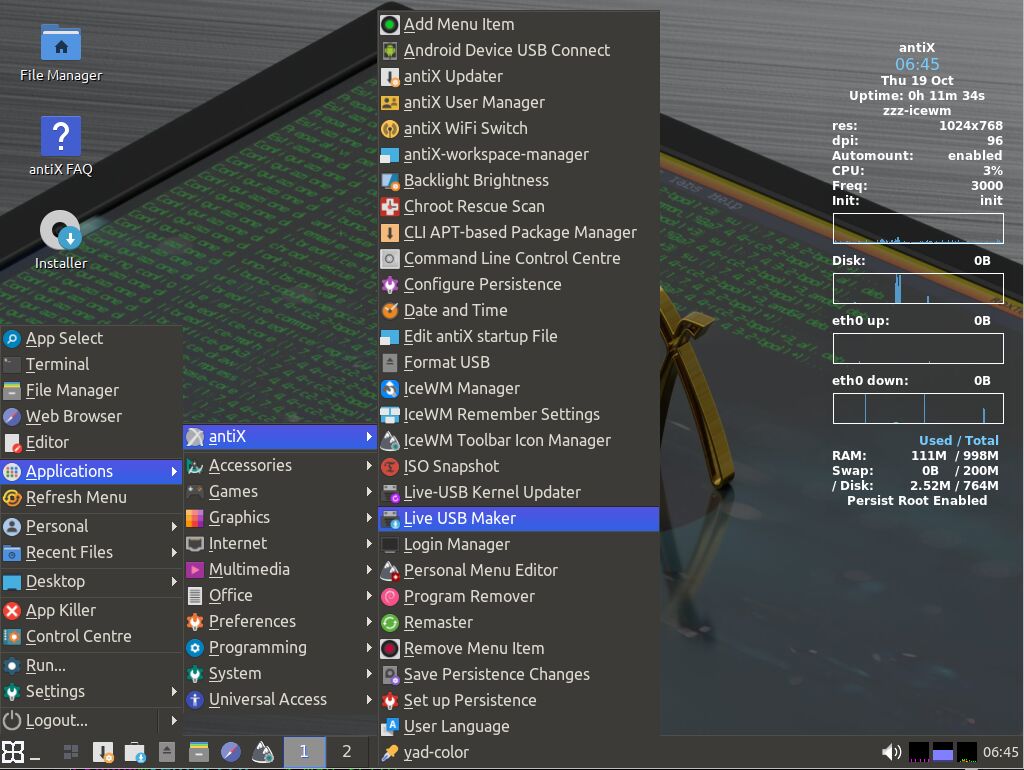 File Manager
antiX FAQ
Installer
App Select
Terminal
File Manager
Web Browser
Editor
Applications
Refresh Menu
Personal
Recent Files
Desktop
App Killer
Control Centre
Run...
Settings
Logout...
antiX
Accessories
Games
Graphics
Internet
Multimedia
Office
Preferences
Programming
System
Universal Access
Add Menu Item
Android Device USB Connect
antiX Updater
antiX User Manager
antiX WiFi Switch
antiX-workspace-manager
Backlight Brightness
Chroot Rescue Scan
CLI APT-based Package Manager
Command Line Control Centre
Configure Persistence
Date and Time
Edit antiX startup File
Format USB
IceWM Manager
IceWM Remember Settings
IceWM Toolbar Icon Manager
ISO Snapshot
Live-USB Kernel Updater
Live USB Maker
Login Manager
Personal Menu Editor
Program Remover
Remaster
Remove Menu Item
Save Persistence Changes
Set up Persistence
User Language
yad-color
antiX
06:45
Thu 19 Oct
Uptime: 0h 11m 34s
zzz-icewm
res: 1024x768
dpi: 96
Automount: enabled
CPU: 3%
Freq: 3000
Init: init
Disk: 0B
eth0 up: 0B
eth0 down: 0B
Used / Total
RAM: 111M / 998M
Swap: 0B / 200M
/ Disk: 2.52M / 764M
Persist Root Enabled
1 2 06:45